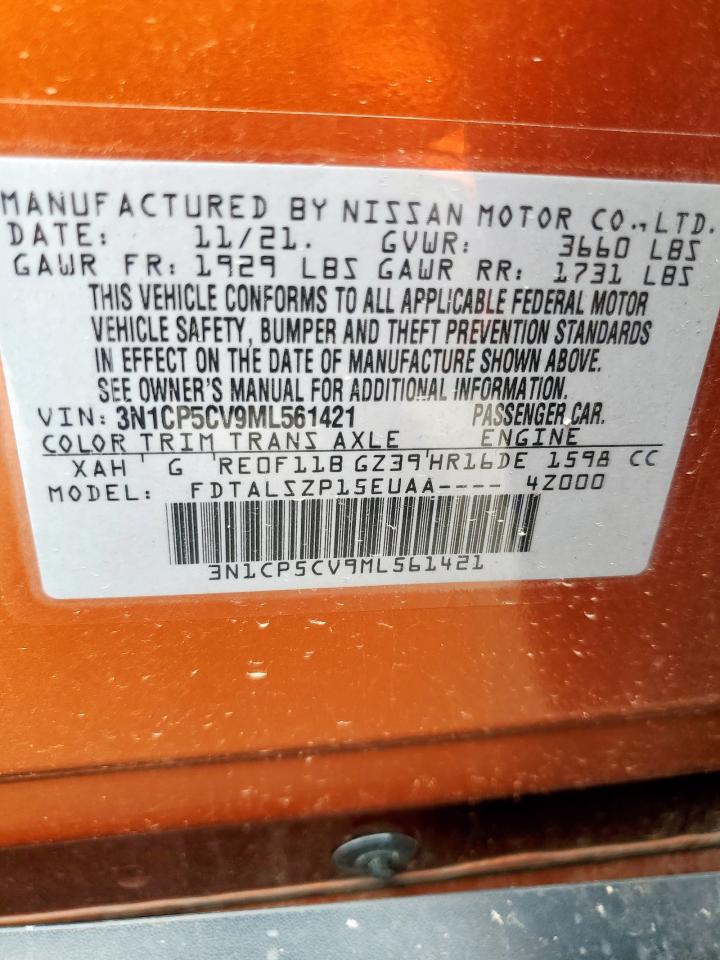 MANUFACTURED BY NISSAN MOTOR CO., LTD.
DATE: 11/21. GVWR: 3660 LBS
GAWR FR: 1929 LBS GAWR RR: 1731 LBS
THIS VEHICLE CONFORMS TO ALL APPLICABLE FEDERAL MOTOR
VEHICLE SAFETY, BUMPER AND THEFT PREVENTION STANDARDS
IN EFFECT ON THE DATE OF MANUFACTURE SHOWN ABOVE.
SEE OWNER'S MANUAL FOR ADDITIONAL INFORMATION.
VIN: 3N1CP5CV9ML561421 PASSENGER CAR.
COLOR TRIM TRANS AXLE ENGINE
XAH G RE0F11B GZ39 HR16DE 1598 CC
MODEL: FDTALSZP15EUAA---- 4Z000
3N1CP5CV9ML561421